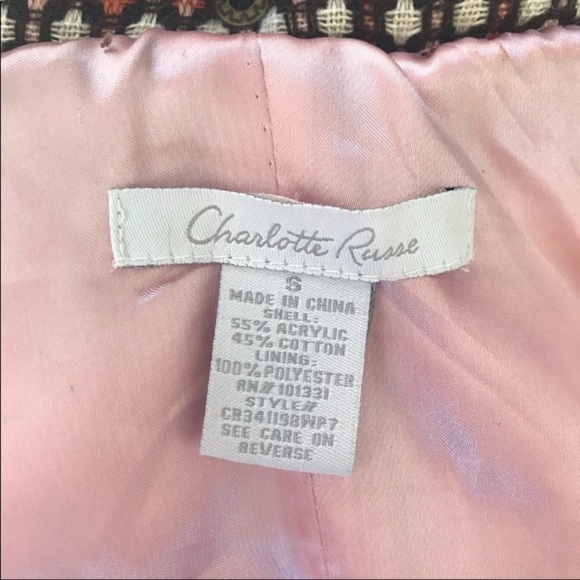 Charlotte Russe
S
MADE IN CHINA
SHELL:
55% ACRYLIC
45% COTTON
LINING:
100% POLYESTER
RN# 101331
STYLE#
CR34119BWP7
SEE CARE ON
REVERSE